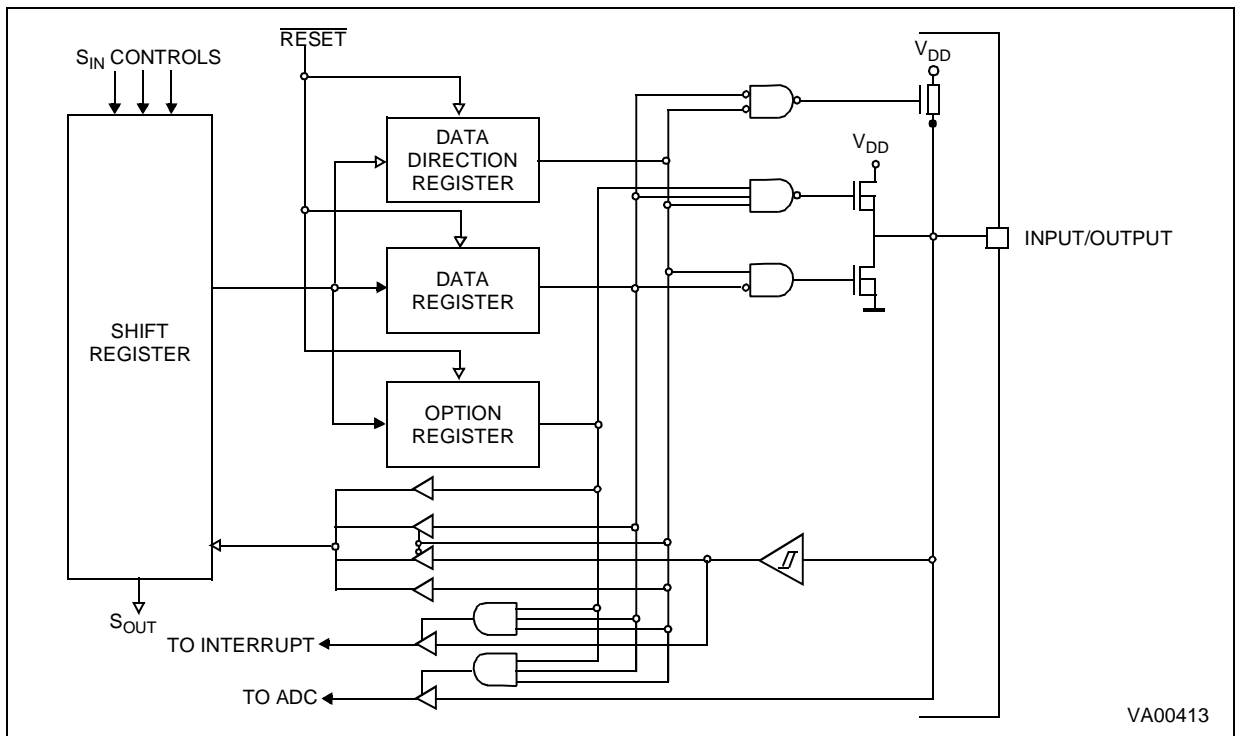 RESET
S_IN CONTROLS
V_DD
DATA
DIRECTION
REGISTER
V_DD
INPUT/OUTPUT
DATA
REGISTER
SHIFT
REGISTER
OPTION
REGISTER
S_OUT
TO INTERRUPT
TO ADC
VA00413